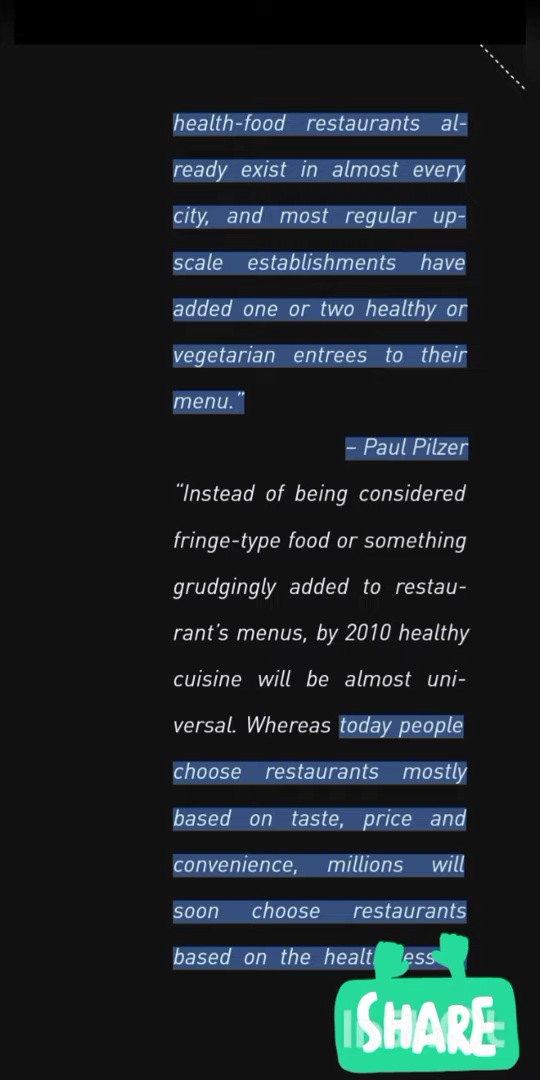 health-food restaurants al-
ready exist in almost every
city, and most regular up-
scale establishments have
added one or two healthy or
vegetarian entrees to their
menu.”
– Paul Pilzer
“Instead of being considered
fringe-type food or something
grudgingly added to restau-
rant’s menus, by 2010 healthy
cuisine will be almost uni-
versal. Whereas today people
choose restaurants mostly
based on taste, price and
convenience, millions will
soon choose restaurants
based on the
SHARE